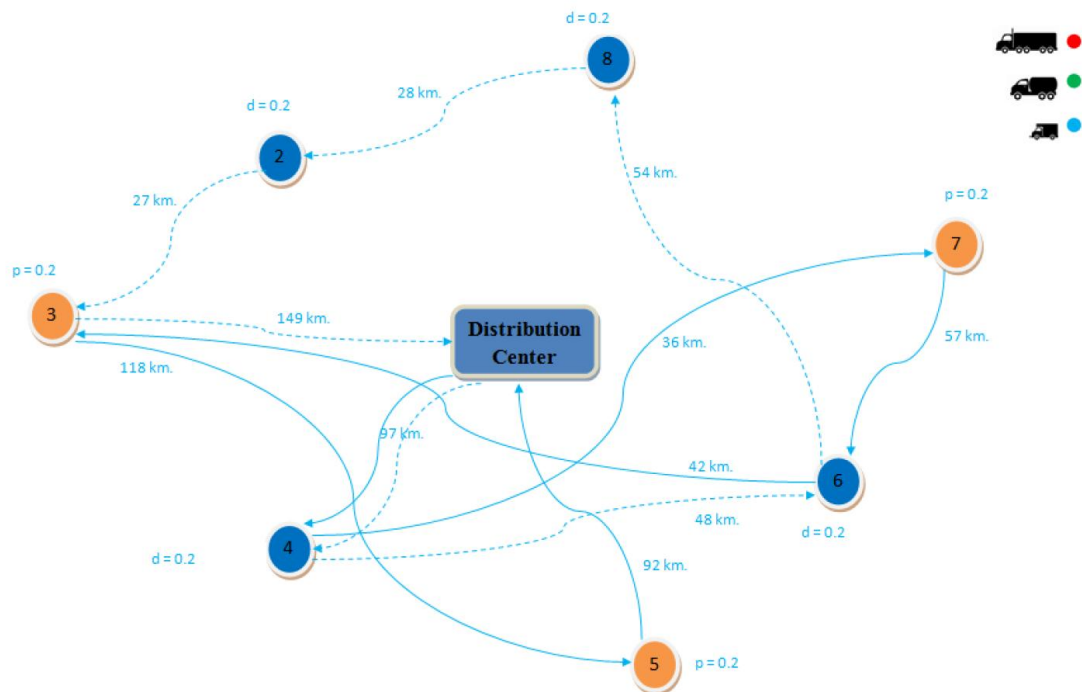 d = 0.2
8
28 km.
d = 0.2
2
54 km.
27 km.
p = 0.2
7
p = 0.2
3
149 km.
Distribution
Center
36 km.
57 km.
118 km.
97 km.
42 km.
6
48 km.
d = 0.2
4
d = 0.2
92 km.
5
p = 0.2